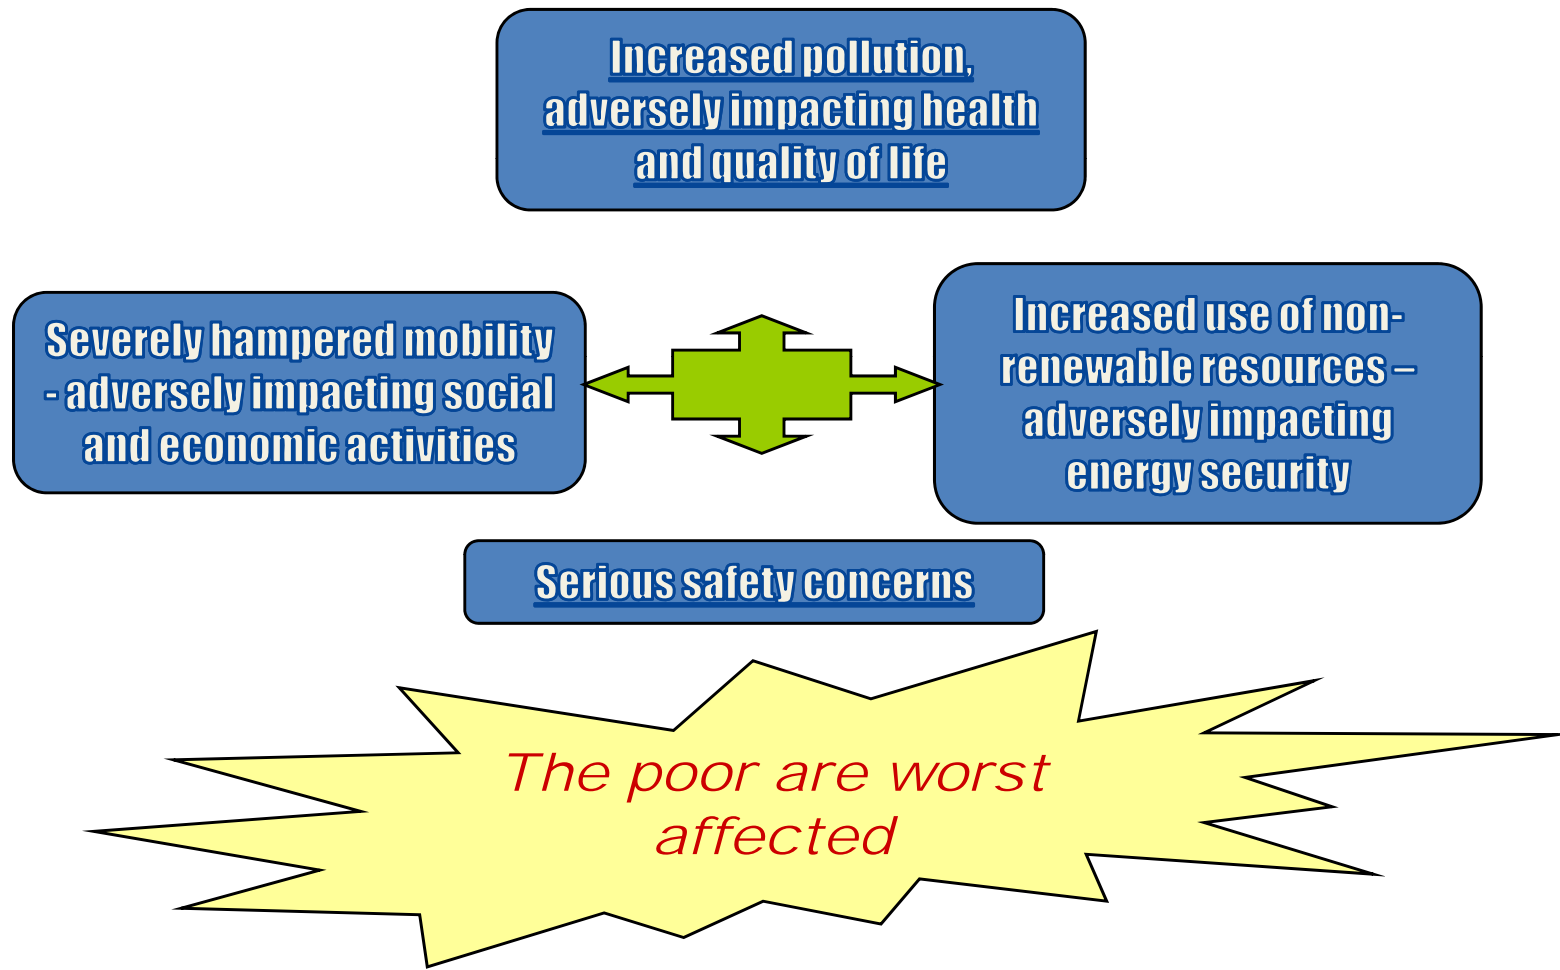 Increased pollution,
adversely impacting health
and quality of life
Severely hampered mobility
- adversely impacting social
and economic activities
Increased use of non-
renewable resources –
adversely impacting
energy security
Serious safety concerns
The poor are worst
affected